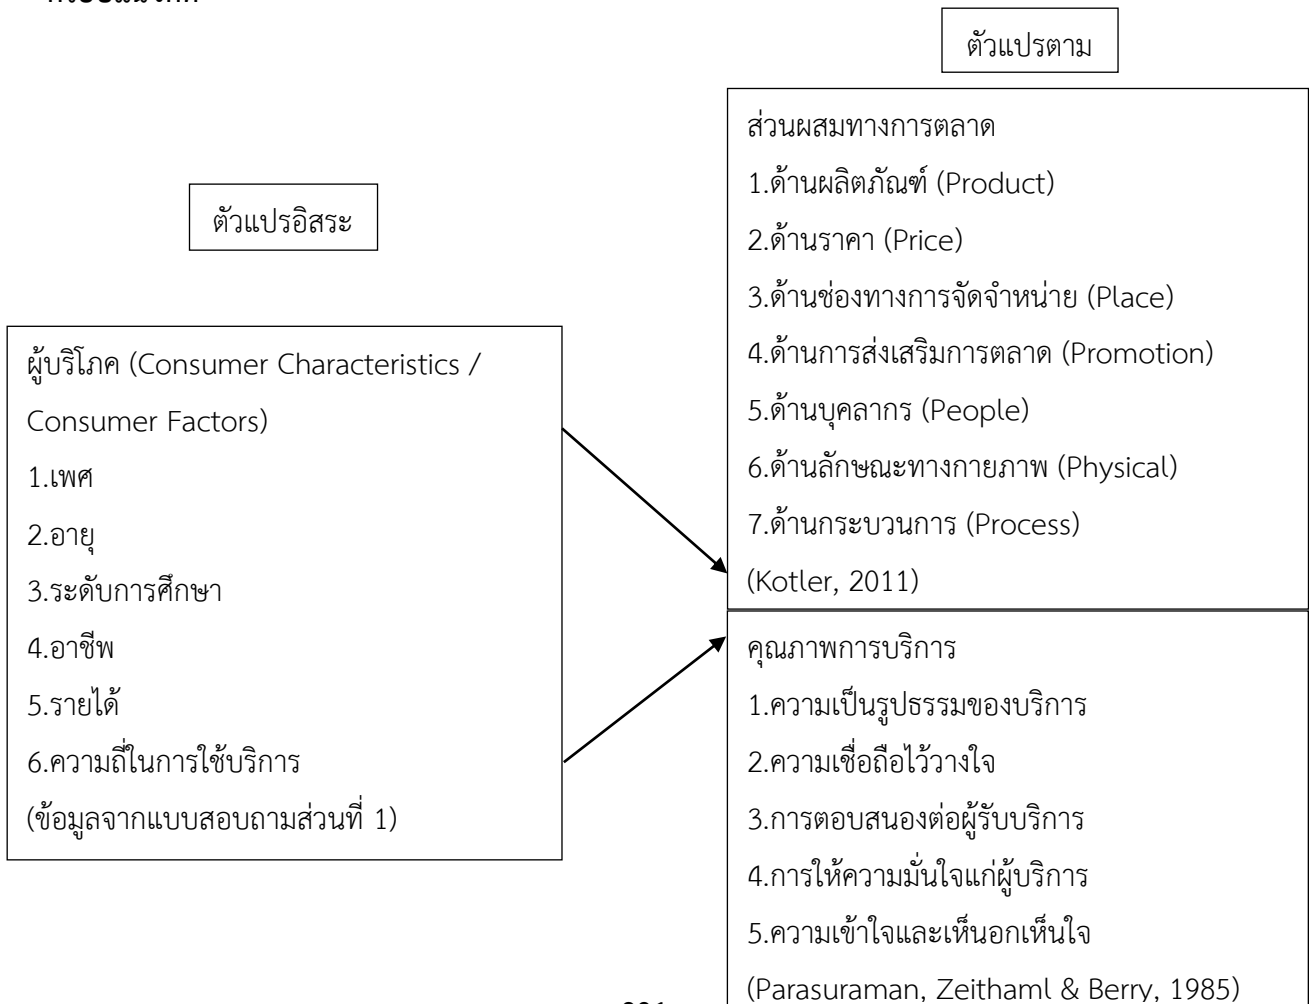 ตัวแปรตาม
ส่วนผสมทางการตลาด
1.ด้านผลิตภัณฑ์ (Product)
2.ด้านราคา (Price)
3.ด้านช่องทางการจัดจำหน่าย (Place)
4.ด้านการส่งเสริมการตลาด (Promotion)
5.ด้านบุคลากร (People)
6.ด้านลักษณะทางกายภาพ (Physical)
7.ด้านกระบวนการ (Process)
(Kotler, 2011)
ตัวแปรอิสระ
ผู้บริโภค (Consumer Characteristics /
Consumer Factors)
1.เพศ
2.อายุ
3.ระดับการศึกษา
4.อาชีพ
5.รายได้
6.ความถี่ในการใช้บริการ
(ข้อมูลจากแบบสอบถามส่วนที่ 1)
คุณภาพการบริการ
1.ความเป็นรูปธรรมของบริการ
2.ความเชื่อถือไว้วางใจ
3.การตอบสนองต่อผู้รับบริการ
4.การให้ความมั่นใจแก่ผู้บริการ
5.ความเข้าใจและเห็นอกเห็นใจ
(Parasuraman, Zeithaml & Berry, 1985)